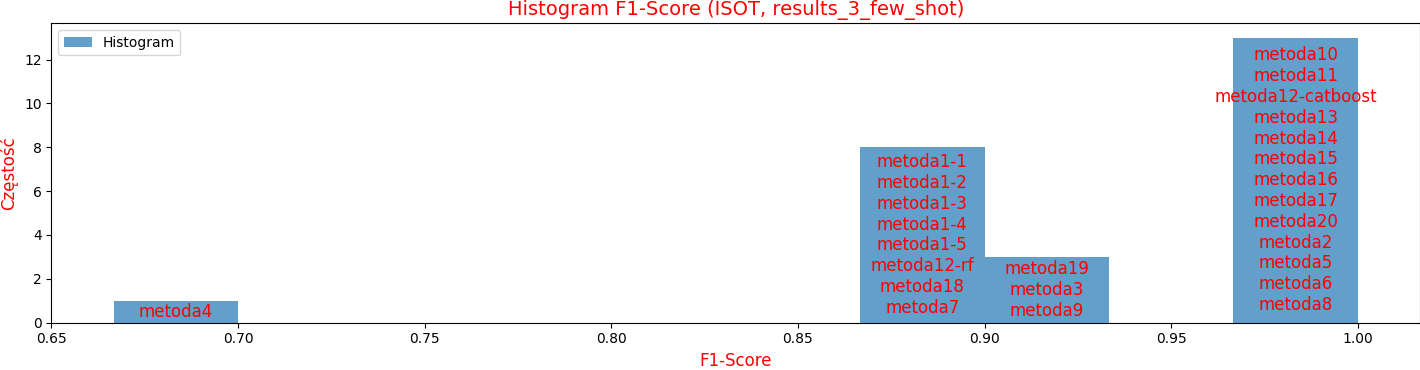 Histogram F1-Score (ISOT, results_3_few_shot)
Histogram
Częstość
12
10
8
6
4
2
0
metoda4
metoda1-1
metoda1-2
metoda1-3
metoda1-4
metoda1-5
metoda12-rf
metoda18
metoda7
metoda19
metoda3
metoda9
metoda10
metoda11
metoda12-catboost
metoda13
metoda14
metoda15
metoda16
metoda17
metoda20
metoda2
metoda5
metoda6
metoda8
0.65 0.70 0.75 0.80 0.85 0.90 0.95 1.00
F1-Score